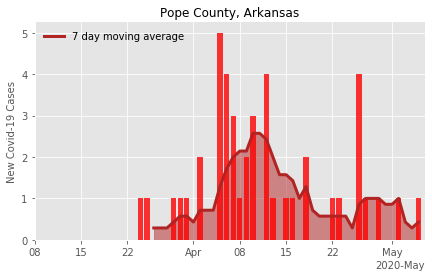 Pope County, Arkansas
7 day moving average
New Covid-19 Cases
5
4
3
2
1
0
08 15 22 Apr 08 15 22 May
2020-May